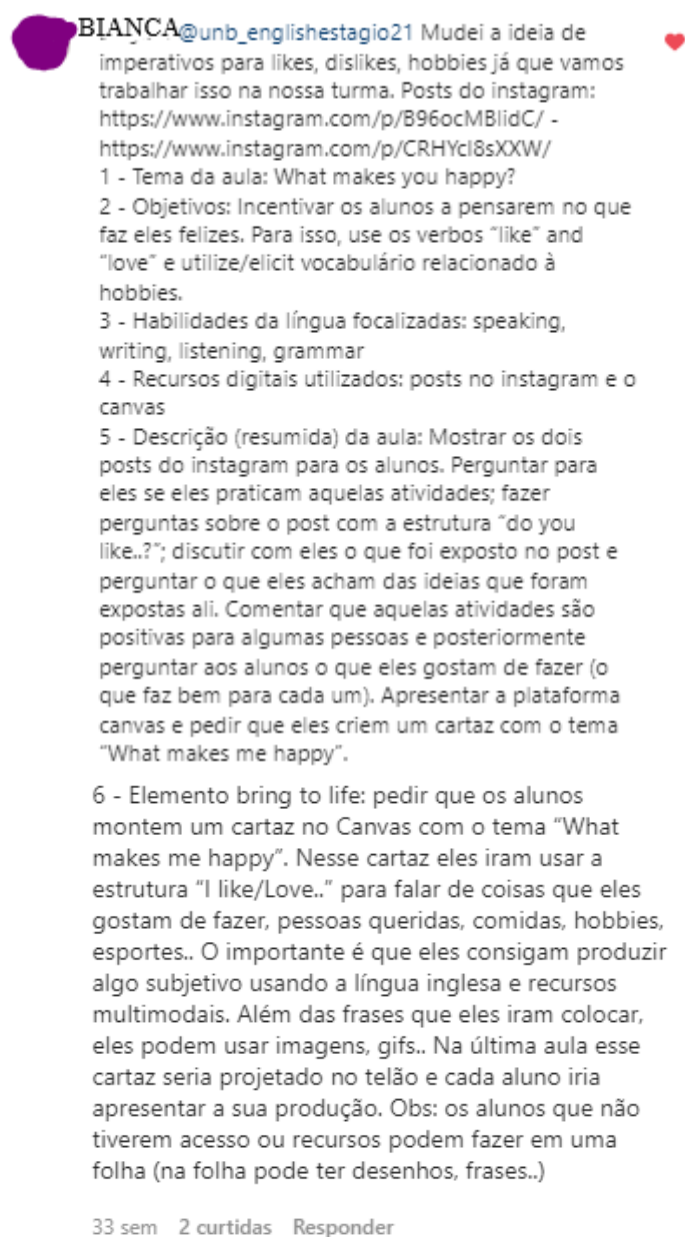 BIANCA@unb_englishestagio21 Mudei a ideia de
imperativos para likes, dislikes, hobbies já que vamos
trabalhar isso na nossa turma. Posts do instagram:
https://www.instagram.com/p/B96ocMBlidC/ -
https://www.instagram.com/p/CRHYcI8sXXW/
1 - Tema da aula: What makes you happy?
2 - Objetivos: Incentivar os alunos a pensarem no que
faz eles felizes. Para isso, use os verbos “like” and
“love” e utilize/elicit vocabulário relacionado à
hobbies.
3 - Habilidades da língua focalizadas: speaking,
writing, listening, grammar
4 - Recursos digitais utilizados: posts no instagram e o
canvas
5 - Descrição (resumida) da aula: Mostrar os dois
posts do instagram para os alunos. Perguntar para
eles se eles praticam aquelas atividades; fazer
perguntas sobre o post com a estrutura “do you
like..?”; discutir com eles o que foi exposto no post e
perguntar o que eles acham das ideias que foram
expostas ali. Comentar que aquelas atividades são
positivas para algumas pessoas e posteriormente
perguntar aos alunos o que eles gostam de fazer (o
que faz bem para cada um). Apresentar a plataforma
canvas e pedir que eles criem um cartaz com o tema
“What makes me happy”.
6 - Elemento bring to life: pedir que os alunos
montem um cartaz no Canvas com o tema “What
makes me happy”. Nesse cartaz eles iram usar a
estrutura “I like/Love..” para falar de coisas que eles
gostam de fazer, pessoas queridas, comidas, hobbies,
esportes.. O importante é que eles consigam produzir
algo subjetivo usando a língua inglesa e recursos
multimodais. Além das frases que eles iram colocar,
eles podem usar imagens, gifs.. Na última aula esse
cartaz seria projetado no telão e cada aluno iria
apresentar a sua produção. Obs: os alunos que não
tiverem acesso ou recursos podem fazer em uma
folha (na folha pode ter desenhos, frases..)
33 sem 2 curtidas Responder